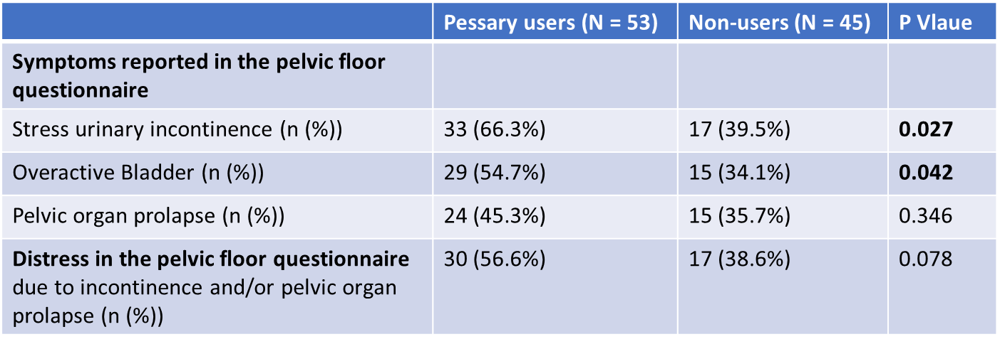 Pessary users (N = 53) Non-users (N = 45) P Vlaue
Symptoms reported in the pelvic floor
questionnaire
Stress urinary incontinence (n (%)) 33 (66.3%) 17 (39.5%) 0.027
Overactive Bladder (n (%)) 29 (54.7%) 15 (34.1%) 0.042
Pelvic organ prolapse (n (%)) 24 (45.3%) 15 (35.7%) 0.346
Distress in the pelvic floor questionnaire 30 (56.6%) 17 (38.6%) 0.078
due to incontinence and/or pelvic organ
prolapse (n (%))